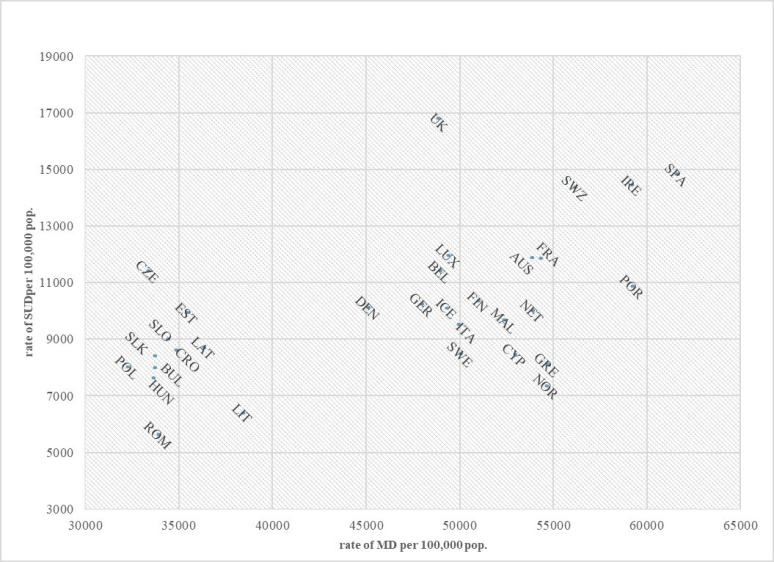 19000
17000
15000
13000
11000
9000
7000
5000
3000
rate of SUDper 100,000 pop.
UK
SPA
IRE
SWZ
FRA
LUX
AUS
BEL
CZE
POR
EST
DEN
GER
ICE
FIN
NET
MAL
ITA
SLO
SLK
LAT
CRO
SWE
CYP
GRE
POL
BUL
HUN
NOR
LIT
ROM
30000 35000 40000 45000 50000 55000 60000 65000
rate of MD per 100,000 pop.